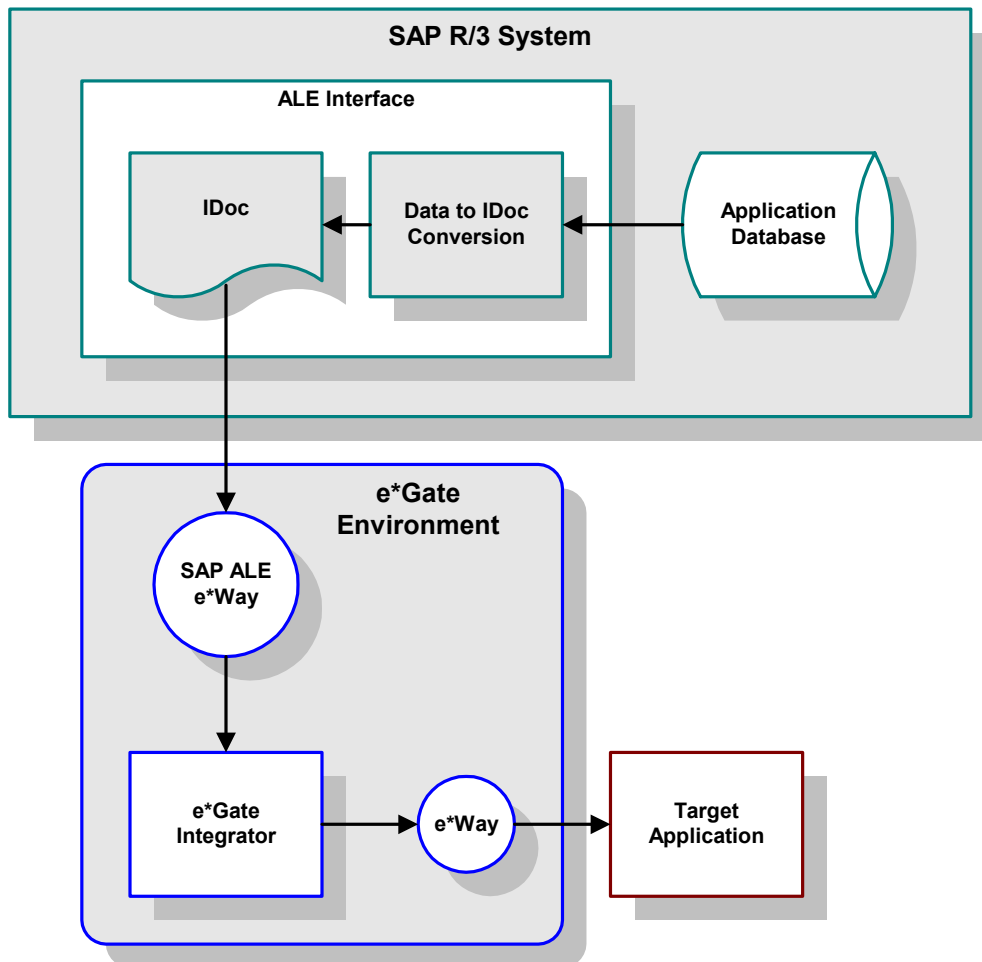 SAP R/3 System
ALE Interface
IDoc
Data to IDoc
Conversion
Application
Database
e*Gate
Environment
SAP ALE
e*Way
e*Gate
Integrator
e*Way
Target
Application